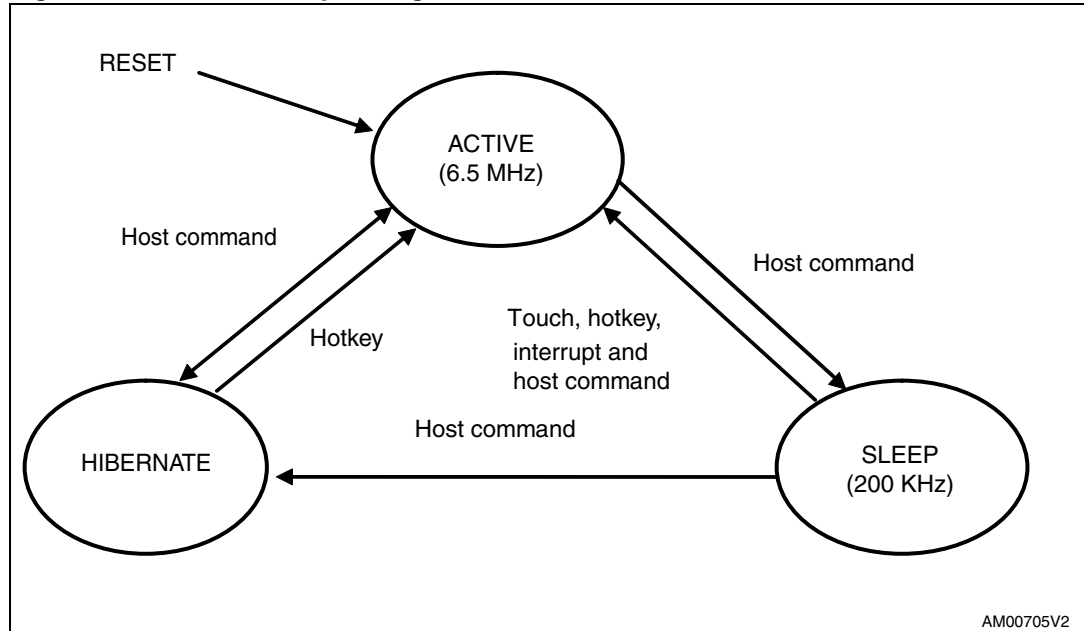 RESET
ACTIVE
(6.5 MHz)
Host command
Host command
Hotkey
Touch, hotkey,
interrupt and
host command
Host command
HIBERNATE
SLEEP
(200 KHz)
AM00705V2